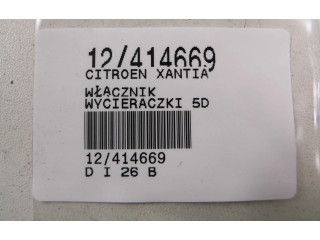 12/414669
CITROEN XANTIA
WŁĄCZNIK
WYCIERACZKI 5D
12/414669
D I 26 B